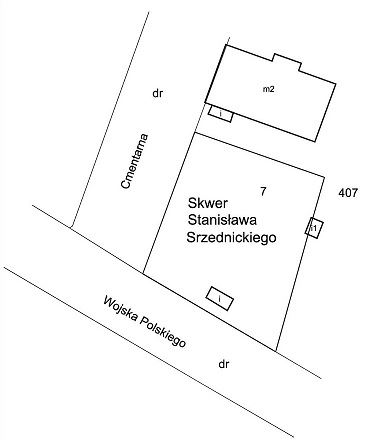 m2
dr
i
Cmentarna
7
407
Skwer
Stanisława
Srzednickiego
i1
i
Wojska Polskiego
dr